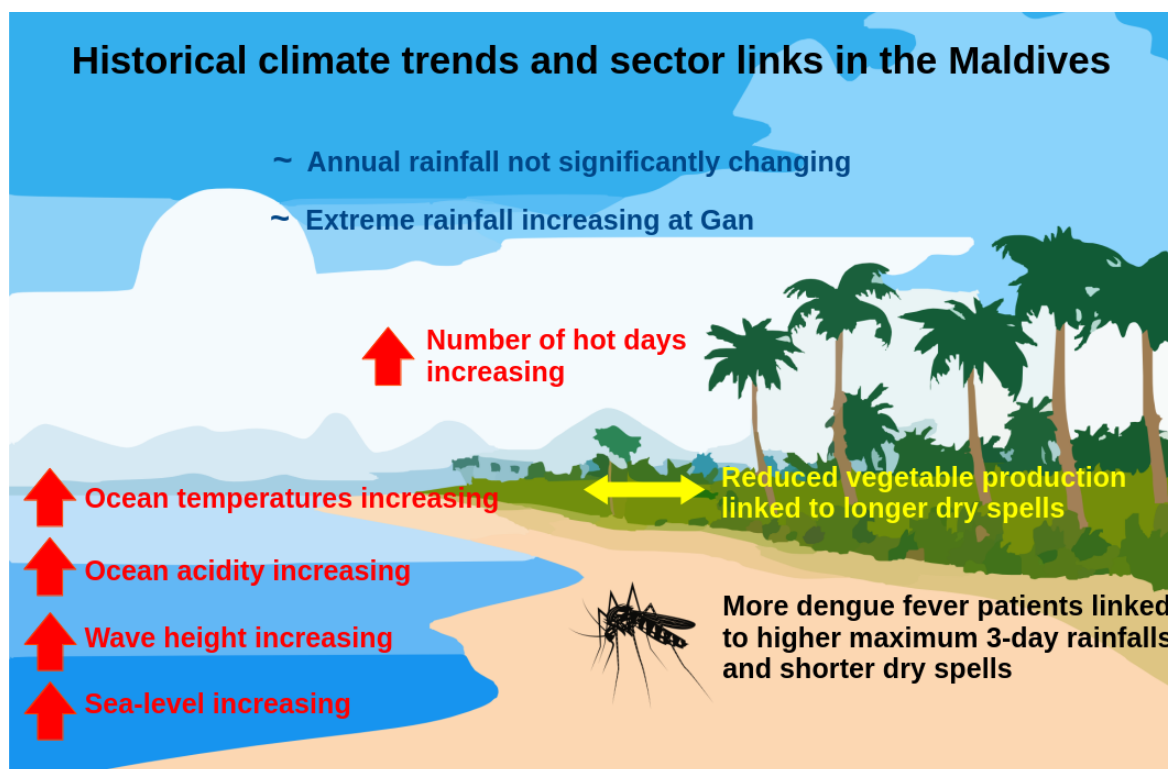 Historical climate trends and sector links in the Maldives
~ Annual rainfall not significantly changing
~ Extreme rainfall increasing at Gan
Number of hot days
increasing
Ocean temperatures increasing
Reduced vegetable production
linked to longer dry spells
Ocean acidity increasing
More dengue fever patients linked
to higher maximum 3-day rainfalls
and shorter dry spells
Wave height increasing
Sea-level increasing